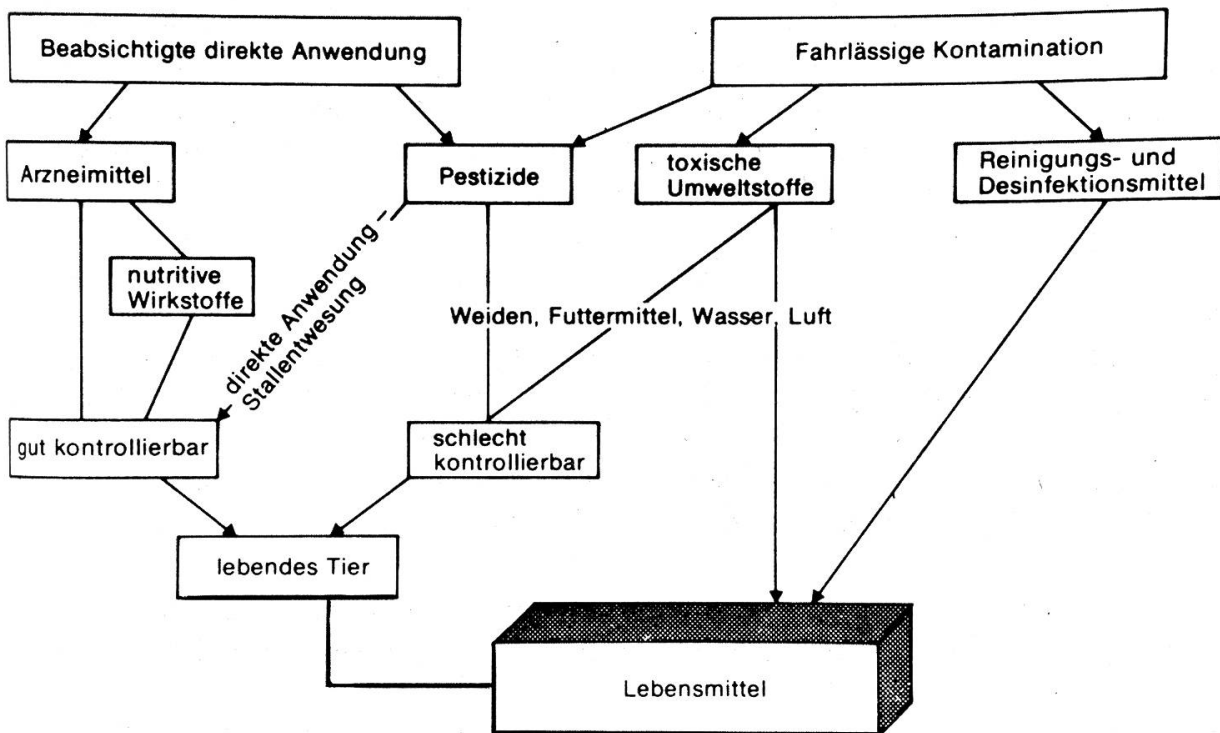 Beabsichtigte direkte Anwendung
Fahrlässige Kontamination
Arzneimittel
Pestizide
toxische
Umweltstoffe
Reinigungs- und
Desinfektionsmittel
nutritive
Wirkstoffe
direkte Anwendung
Stallentwesung
Weiden, Futtermittel, Wasser, Luft
gut kontrollierbar
schlecht
kontrollierbar
lebendes Tier
Lebensmittel